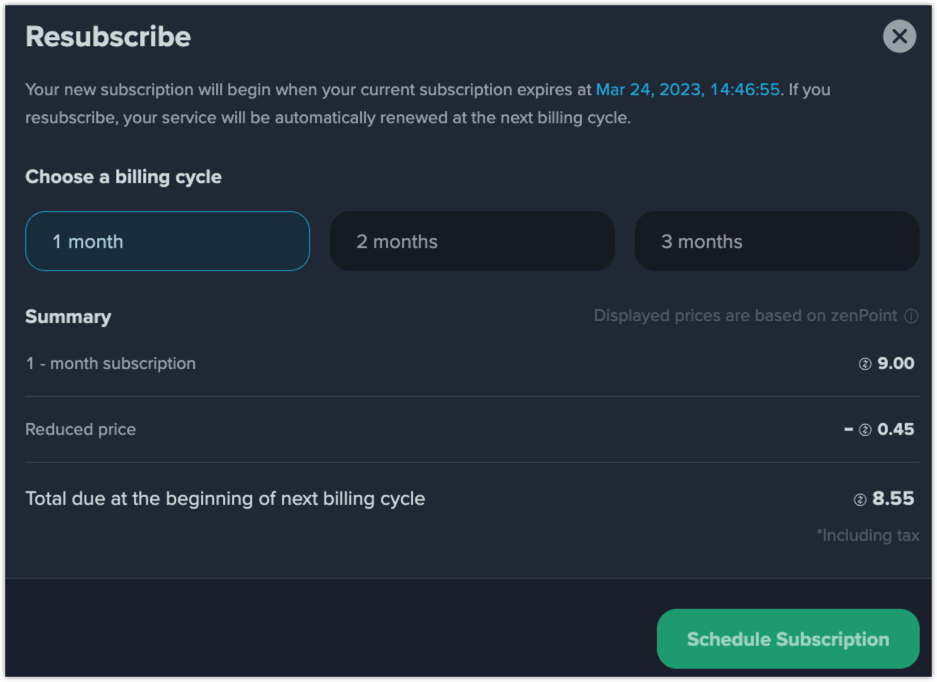 Resubscribe
Your new subscription will begin when your current subscription expires at Mar 24, 2023, 14:46:55. If you
resubscribe, your service will be automatically renewed at the next billing cycle.
Choose a billing cycle
1 month
2 months
3 months
Summary
Displayed prices are based on zenPoint
1 - month subscription
9.00
Reduced price
- 0.45
Total due at the beginning of next billing cycle
8.55
*Including tax
Schedule Subscription